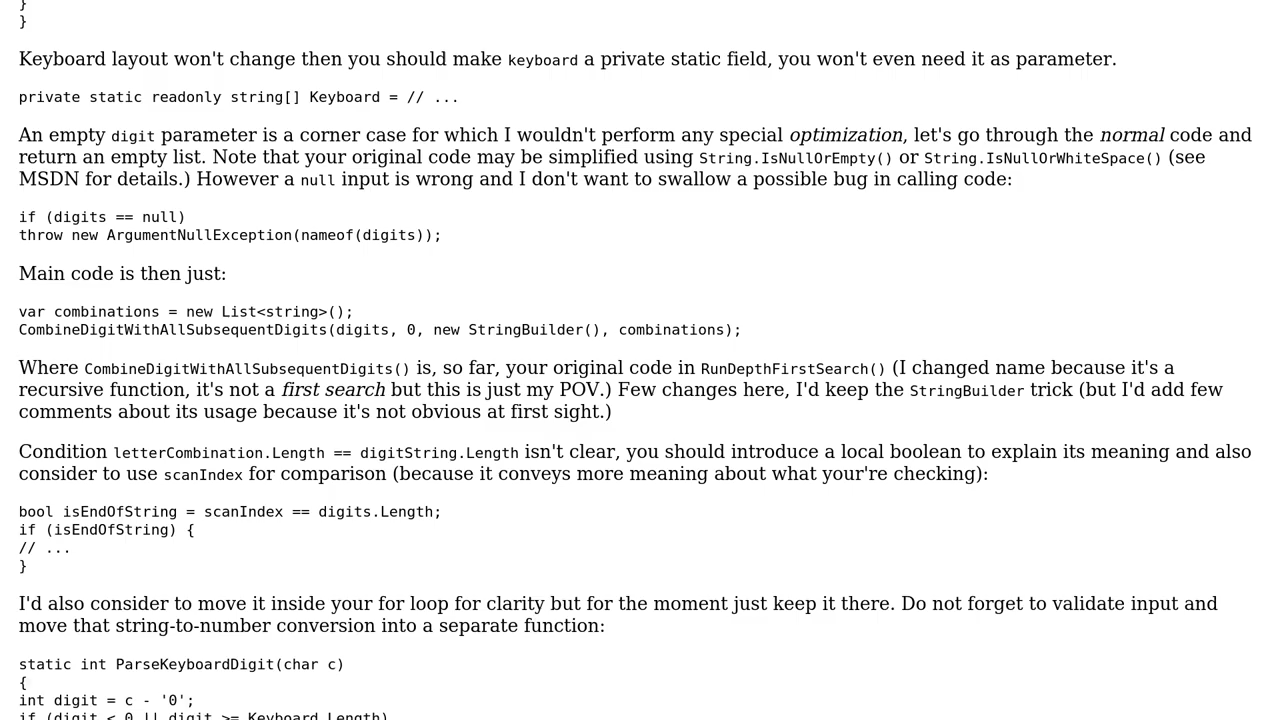 }
}
Keyboard layout won't change then you should make keyboard a private static field, you won't even need it as parameter.
private static readonly string[] Keyboard = // ...
An empty digit parameter is a corner case for which I wouldn't perform any special optimization, let's go through the normal code and
return an empty list. Note that your original code may be simplified using String.IsNullOrEmpty() or String.IsNullOrWhiteSpace() (see
MSDN for details.) However a null input is wrong and I don't want to swallow a possible bug in calling code:
if (digits == null)
throw new ArgumentNullException(nameof(digits));
Main code is then just:
var combinations = new List<string>();
CombineDigitWithAllSubsequentDigits(digits, 0, new StringBuilder(), combinations);
Where CombineDigitWithAllSubsequentDigits() is, so far, your original code in RunDepthFirstSearch() (I changed name because it's a
recursive function, it's not a first search but this is just my POV.) Few changes here, I'd keep the StringBuilder trick (but I'd add few
comments about its usage because it's not obvious at first sight.)
Condition letterCombination.Length == digitString.Length isn't clear, you should introduce a local boolean to explain its meaning and also
consider to use scanIndex for comparison (because it conveys more meaning about what your're checking):
bool isEndOfString = scanIndex == digits.Length;
if (isEndOfString) {
// ...
}
I'd also consider to move it inside your for loop for clarity but for the moment just keep it there. Do not forget to validate input and
move that string-to-number conversion into a separate function:
static int ParseKeyboardDigit(char c)
{
int digit = c - '0';
if (digit < 0 || digit >= Keyboard.Length)